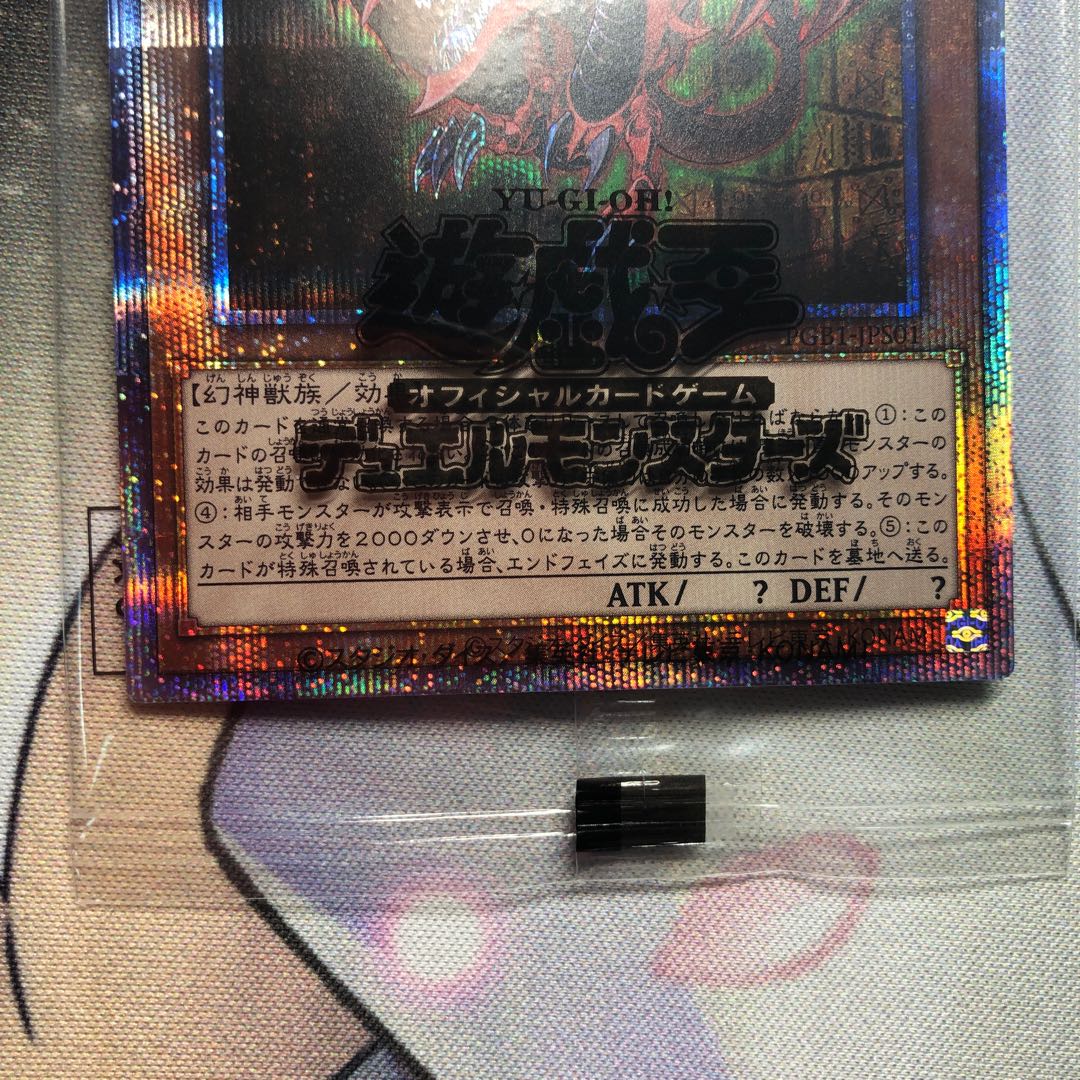 YU-GI-OH!
遊戯王
PGB1-JPS01
オフィシャルカードゲーム
デュエルモンスターズ
【幻神獣族／効
このカードを ①：この
カードの召 モンスターの
効果は発動 アップする。
④：相手モンスターが攻撃表示で召喚・特殊召喚に成功した場合に発動する。そのモン
スターの攻撃力を2000ダウンさせ、0になった場合そのモンスターを破壊する。⑤：この
カードが特殊召喚されている場合、エンドフェイズに発動する。このカードを墓地へ送る。
ATK/ ? DEF/ ?
©スタジオ・ダイス／集英社・テレビ東京・KONAMI